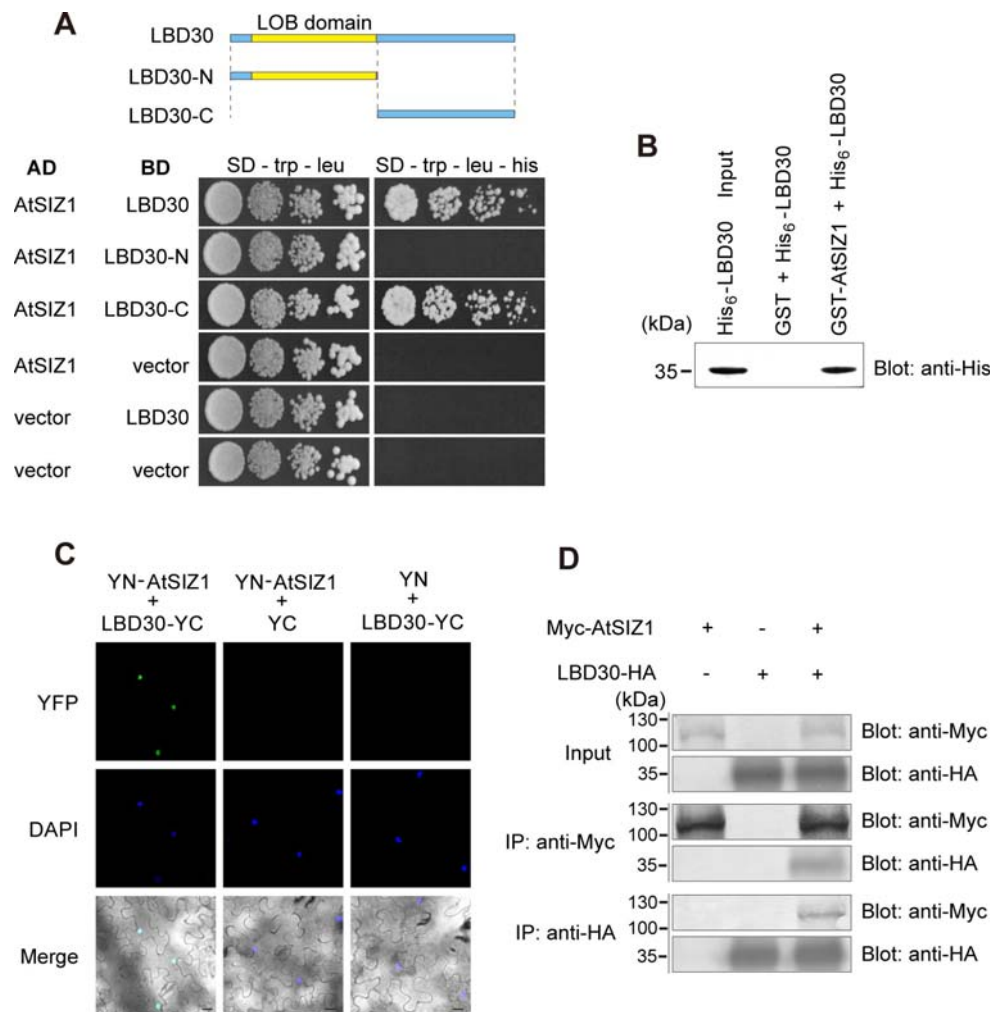 A
LOB domain
LBD30
LBD30-N
LBD30-C
AD BD SD - trp - leu SD - trp - leu - his
AtSIZ1 LBD30
AtSIZ1 LBD30-N
AtSIZ1 LBD30-C
AtSIZ1 vector
vector LBD30
vector vector
B
His6-LBD30 Input
GST + His6-LBD30
GST-AtSIZ1 + His6-LBD30
(kDa)
35
Blot: anti-His
C
YN-AtSIZ1 + LBD30-YC
YN-AtSIZ1 + YC
YN + LBD30-YC
YFP
DAPI
Merge
D
Myc-AtSIZ1 + - +
LBD30-HA - + +
(kDa)
Input
130
100
Blot: anti-Myc
35
Blot: anti-HA
IP: anti-Myc
130
100
Blot: anti-Myc
35
Blot: anti-HA
IP: anti-HA
130
100
Blot: anti-Myc
35
Blot: anti-HA